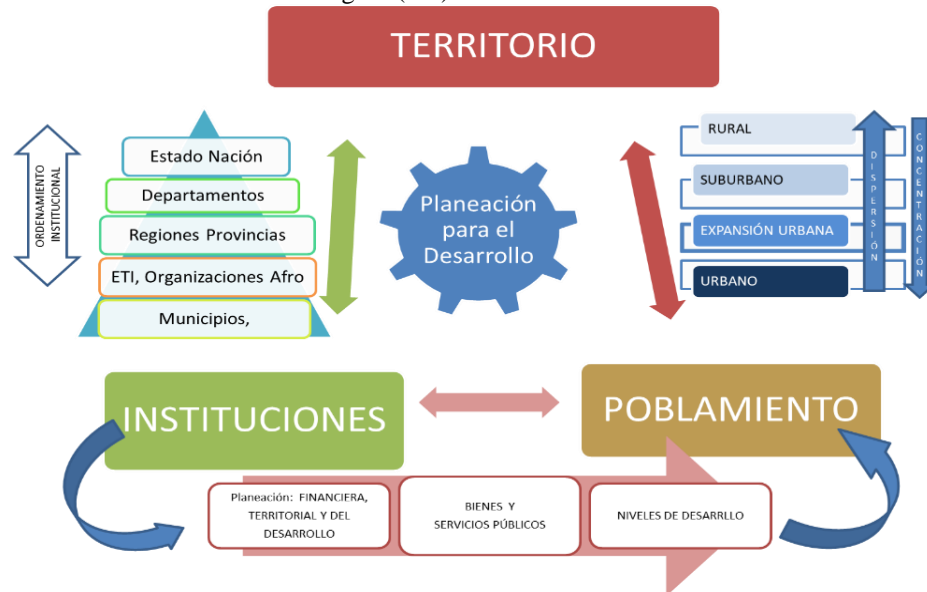 TERRITORIO
ORDENAMIENTO
INSTITUCIONAL
Estado Nación
Departamentos
Regiones Provincias
ETI, Organizaciones Afro
Municipios,
Planeación
para el
Desarrollo
RURAL
SUBURBANO
EXPANSIÓN URBANA
URBANO
DISPERSIÓN
CONCENTRACIÓN
INSTITUCIONES
POBLAMIENTO
Planeación: FINANCIERA,
TERRITORIAL Y DEL
DESARROLLO
BIENES Y
SERVICIOS PÚBLICOS
NIVELES DE DESARRLLO